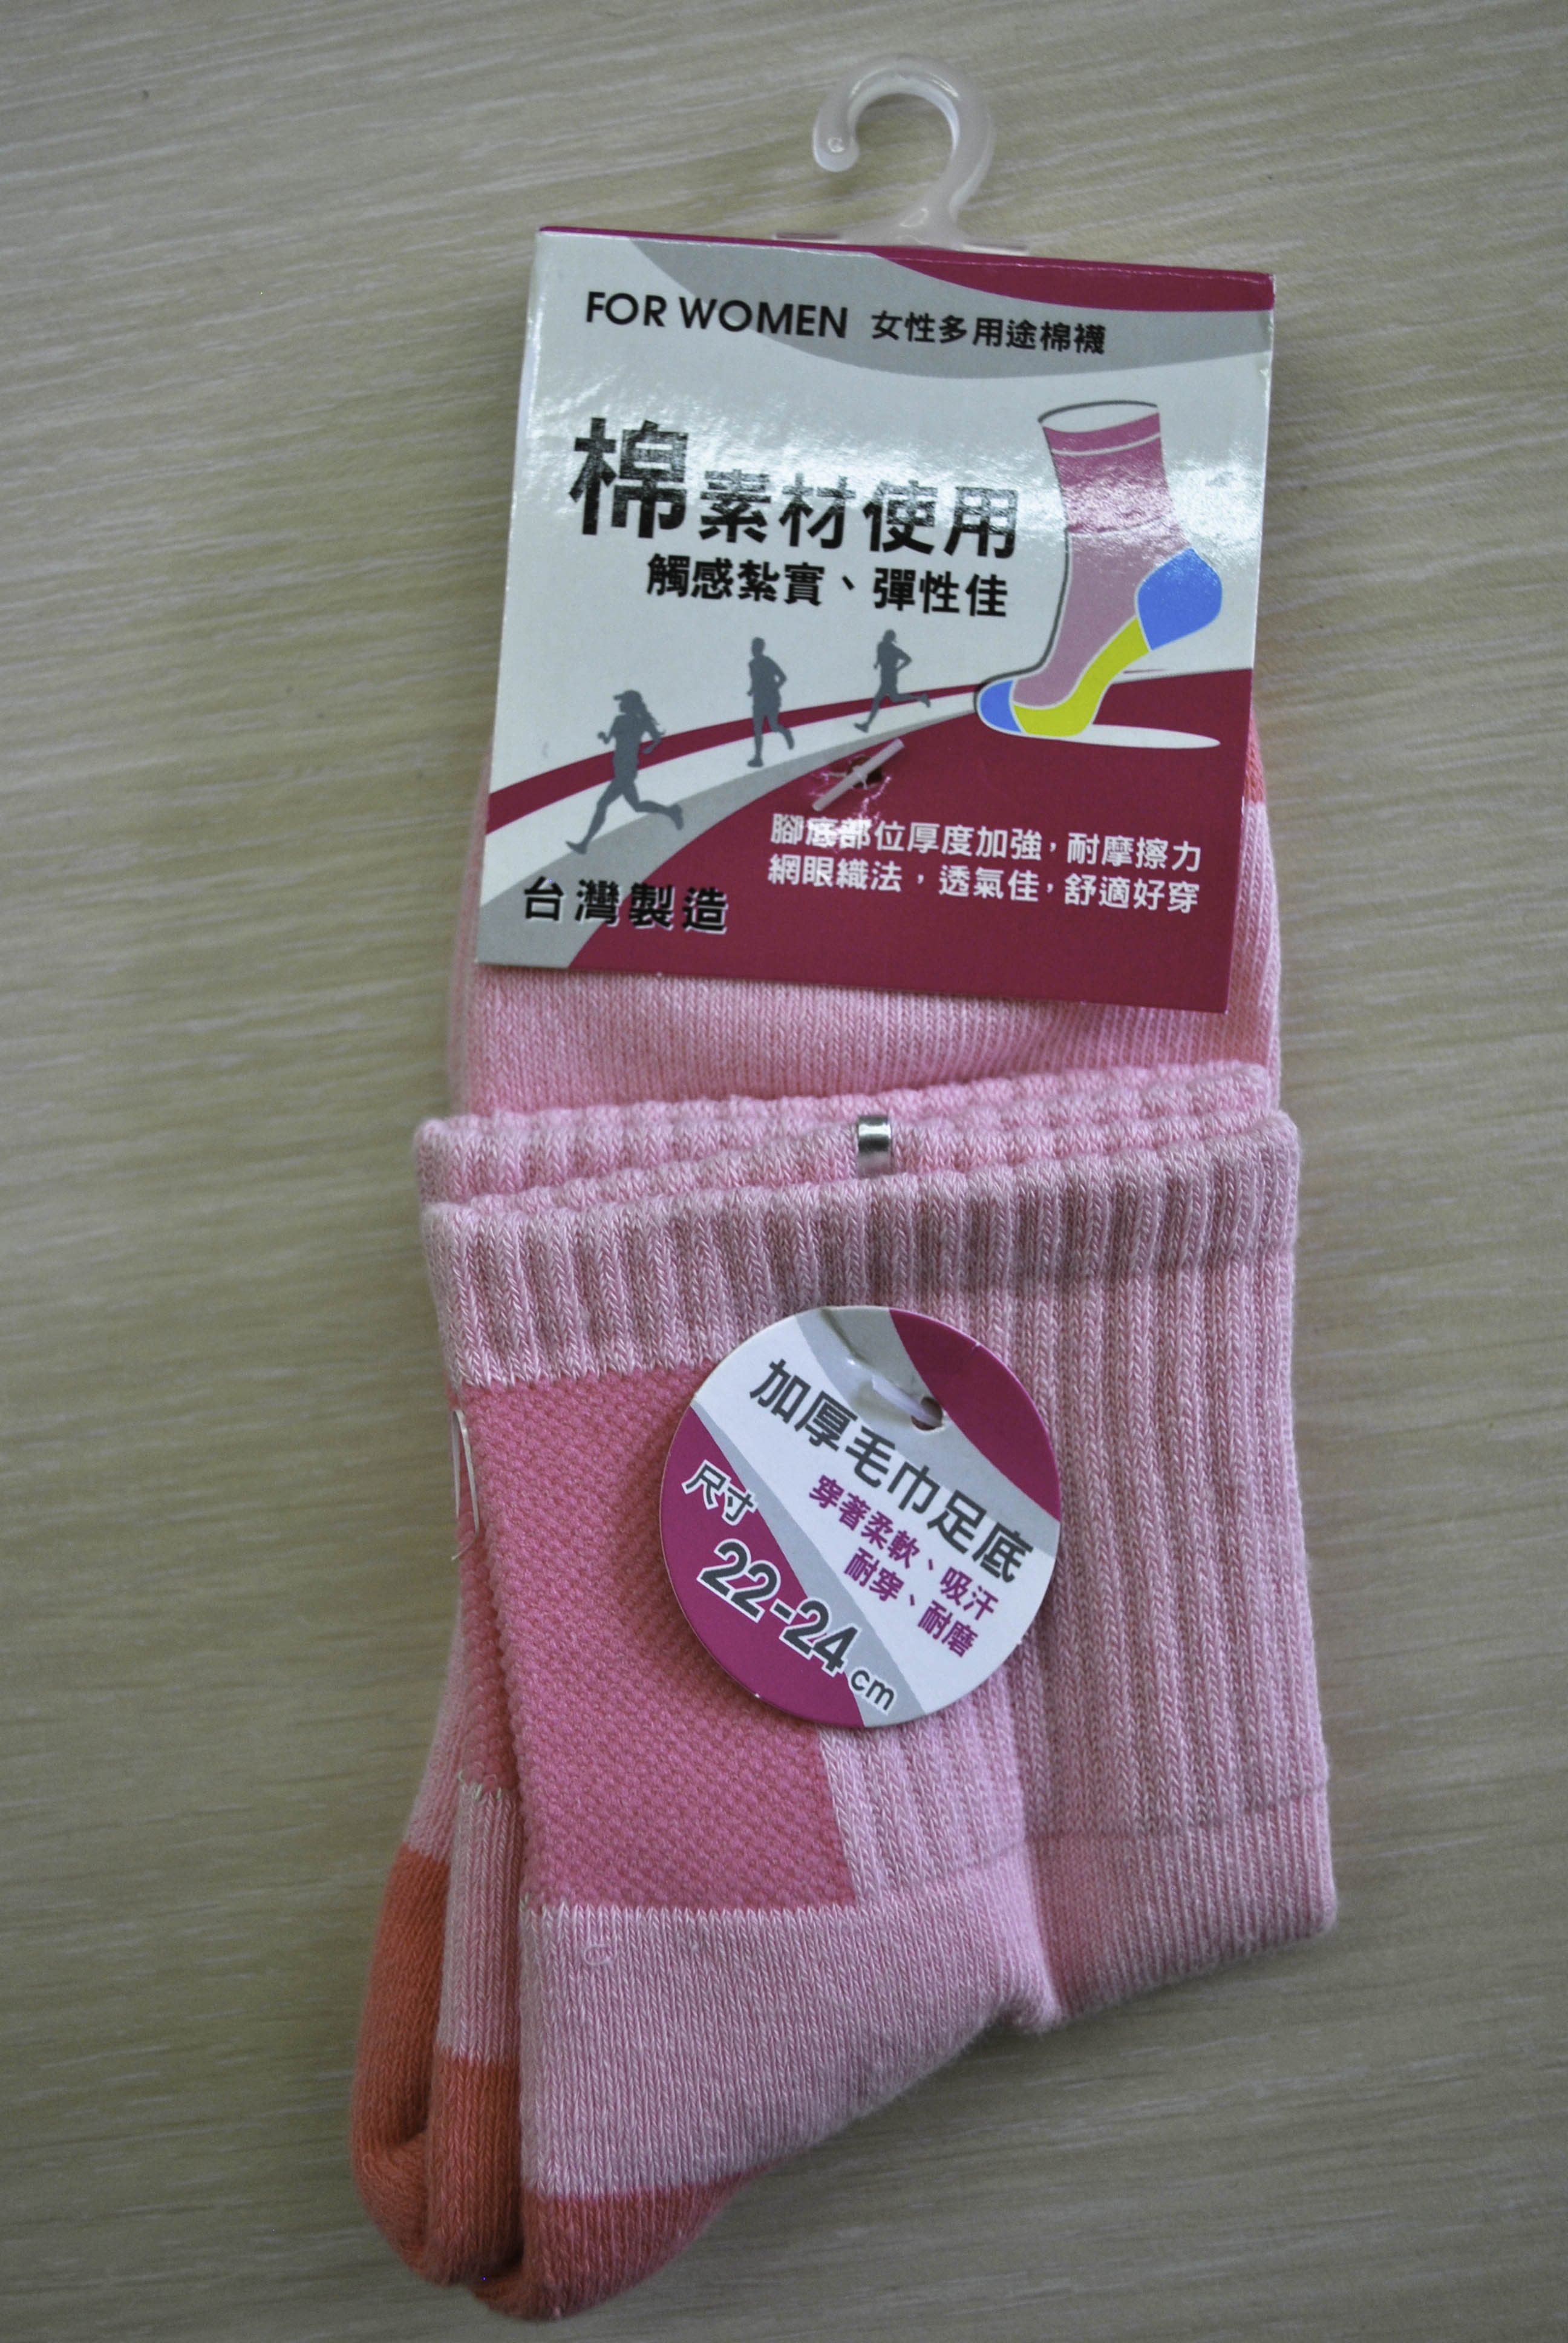 FOR WOMEN 女性多用途棉襪
棉素材使用
觸感紮實、彈性佳
腳底部位厚度加強，耐摩擦力
網眼織法，透氣佳，舒適好穿
台灣製造
加厚毛巾足底
穿著柔軟、吸汗
耐穿、耐磨
尺寸
22-24cm